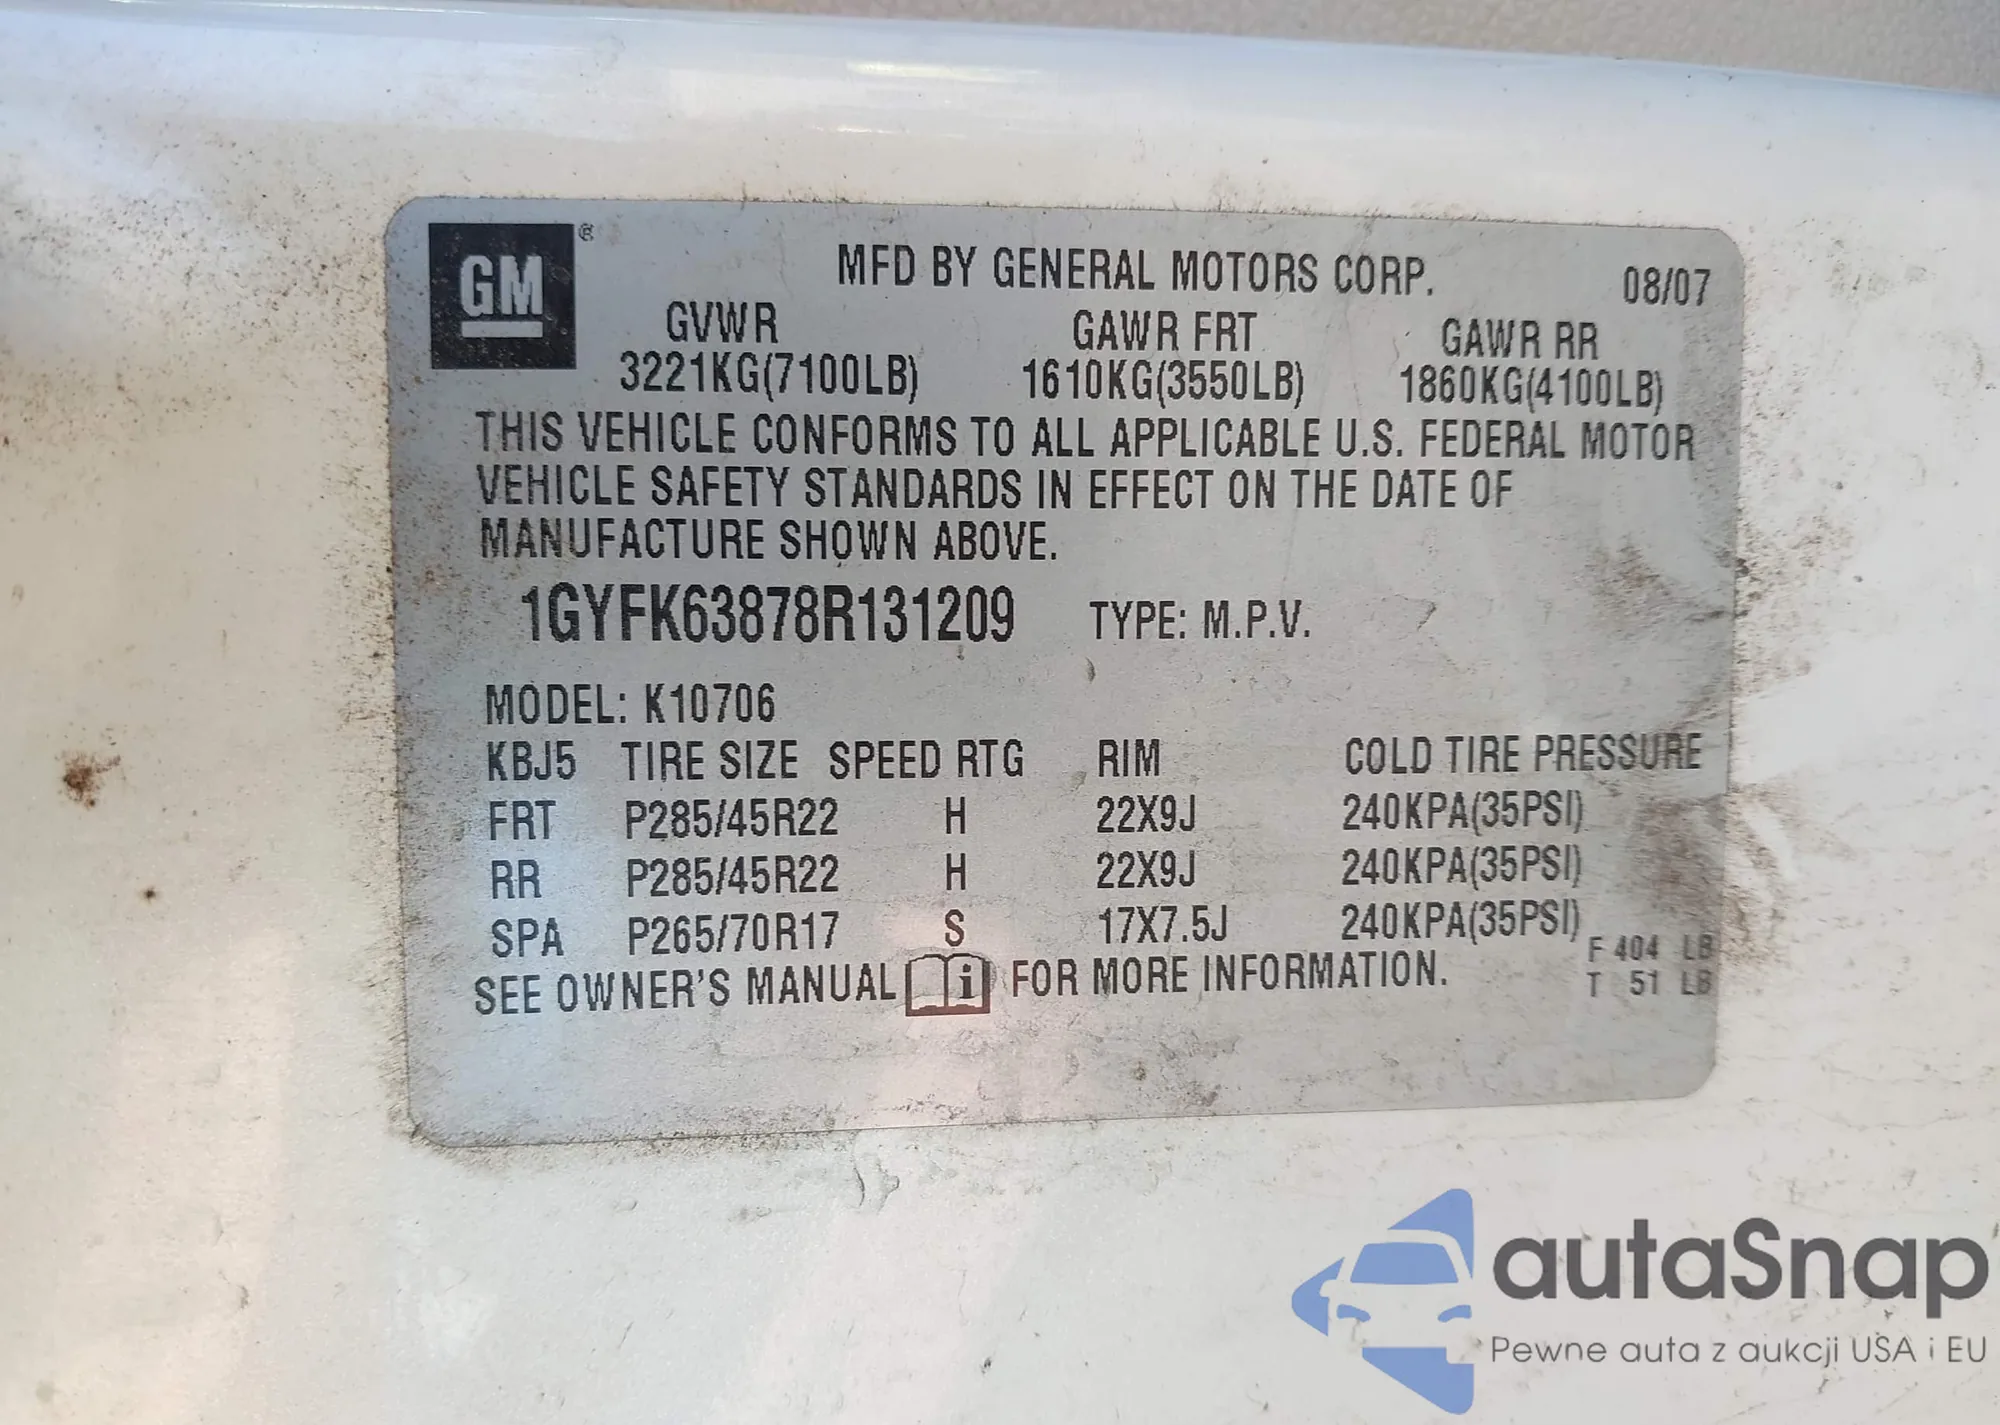 GM ®
MFD BY GENERAL MOTORS CORP. 08/07
GVWR GAWR FRT GAWR RR
3221KG(7100LB) 1610KG(3550LB) 1860KG(4100LB)
THIS VEHICLE CONFORMS TO ALL APPLICABLE U.S. FEDERAL MOTOR
VEHICLE SAFETY STANDARDS IN EFFECT ON THE DATE OF
MANUFACTURE SHOWN ABOVE.
1GYFK63878R131209 TYPE: M.P.V.
MODEL: K10706
KBJ5 TIRE SIZE SPEED RTG RIM COLD TIRE PRESSURE
FRT P285/45R22 H 22X9J 240KPA(35PSI)
RR P285/45R22 H 22X9J 240KPA(35PSI)
SPA P265/70R17 S 17X7.5J 240KPA(35PSI)
F 404 LB
SEE OWNER'S MANUAL i FOR MORE INFORMATION.
T 51 LB
autaSnap
Pewne auta z aukcji USA i EU